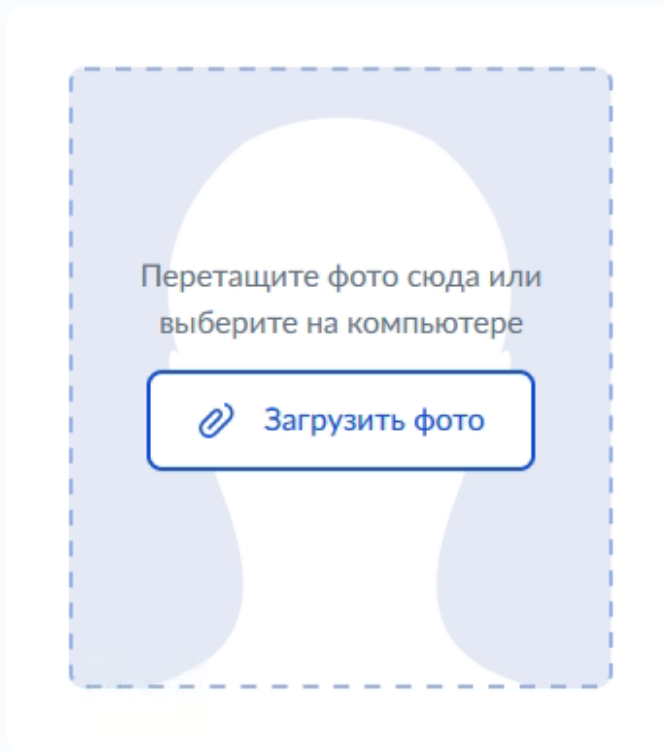 Перетащите фото сюда или
выберите на компьютере
Загрузить фото